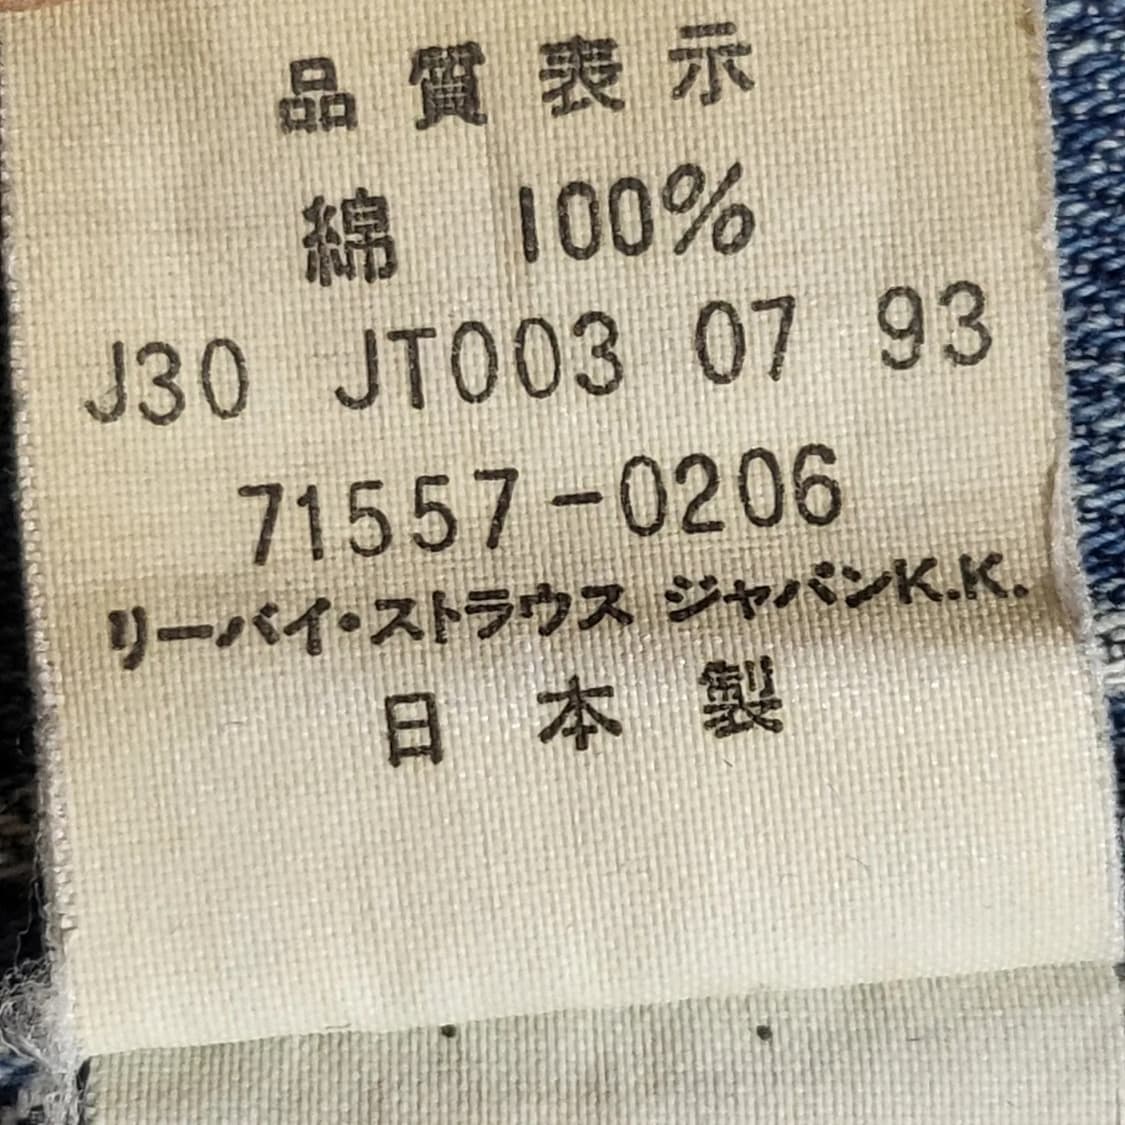 品質表示
綿 100%
J30 JT003 07 93
71557-0206
リーバイ・ストラウス ジャパンK.K.
日本製